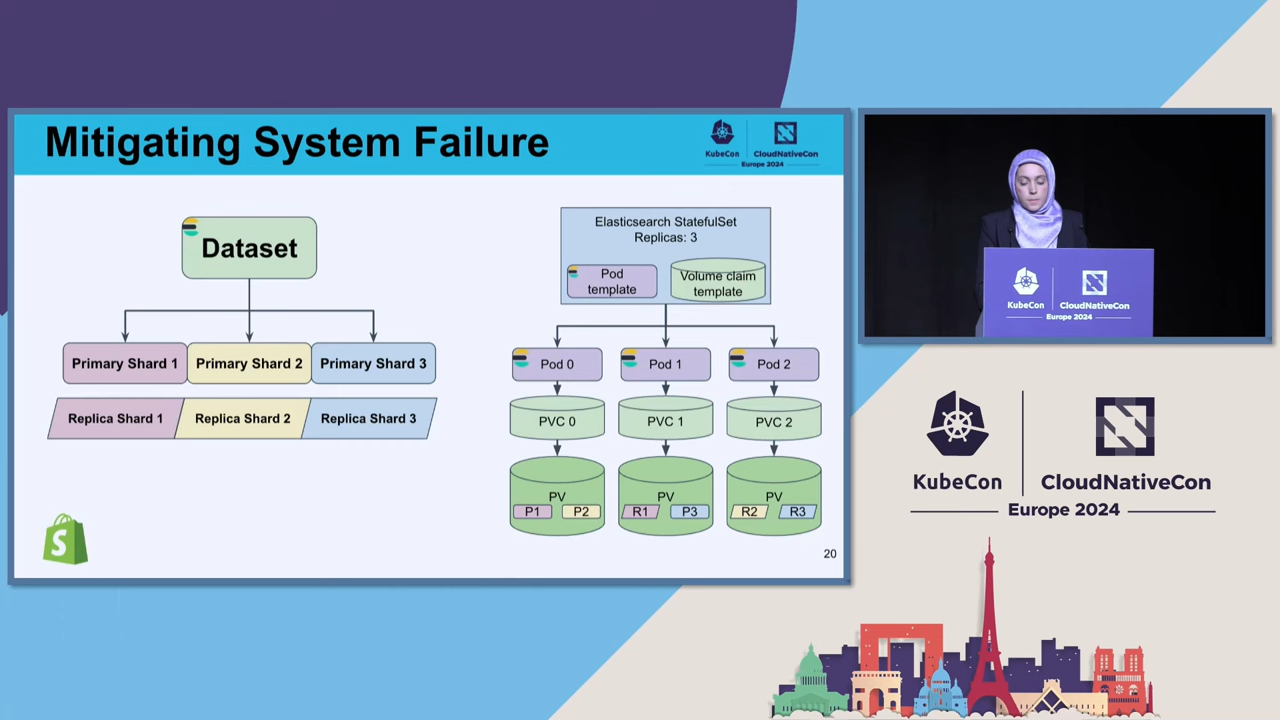 Mitigating System Failure
KubeCon
CloudNativeCon
Europe 2024
Dataset
Primary Shard 1
Primary Shard 2
Primary Shard 3
Replica Shard 1
Replica Shard 2
Replica Shard 3
Elasticsearch StatefulSet
Replicas: 3
Pod
template
Volume claim
template
Pod 0
Pod 1
Pod 2
PVC 0
PVC 1
PVC 2
PV
P1
P2
PV
R1
P3
PV
R2
R3
S
20
KubeCon
CloudNativeCon
Europe 2024
KubeCon
CloudNativeCon
Europe 2024